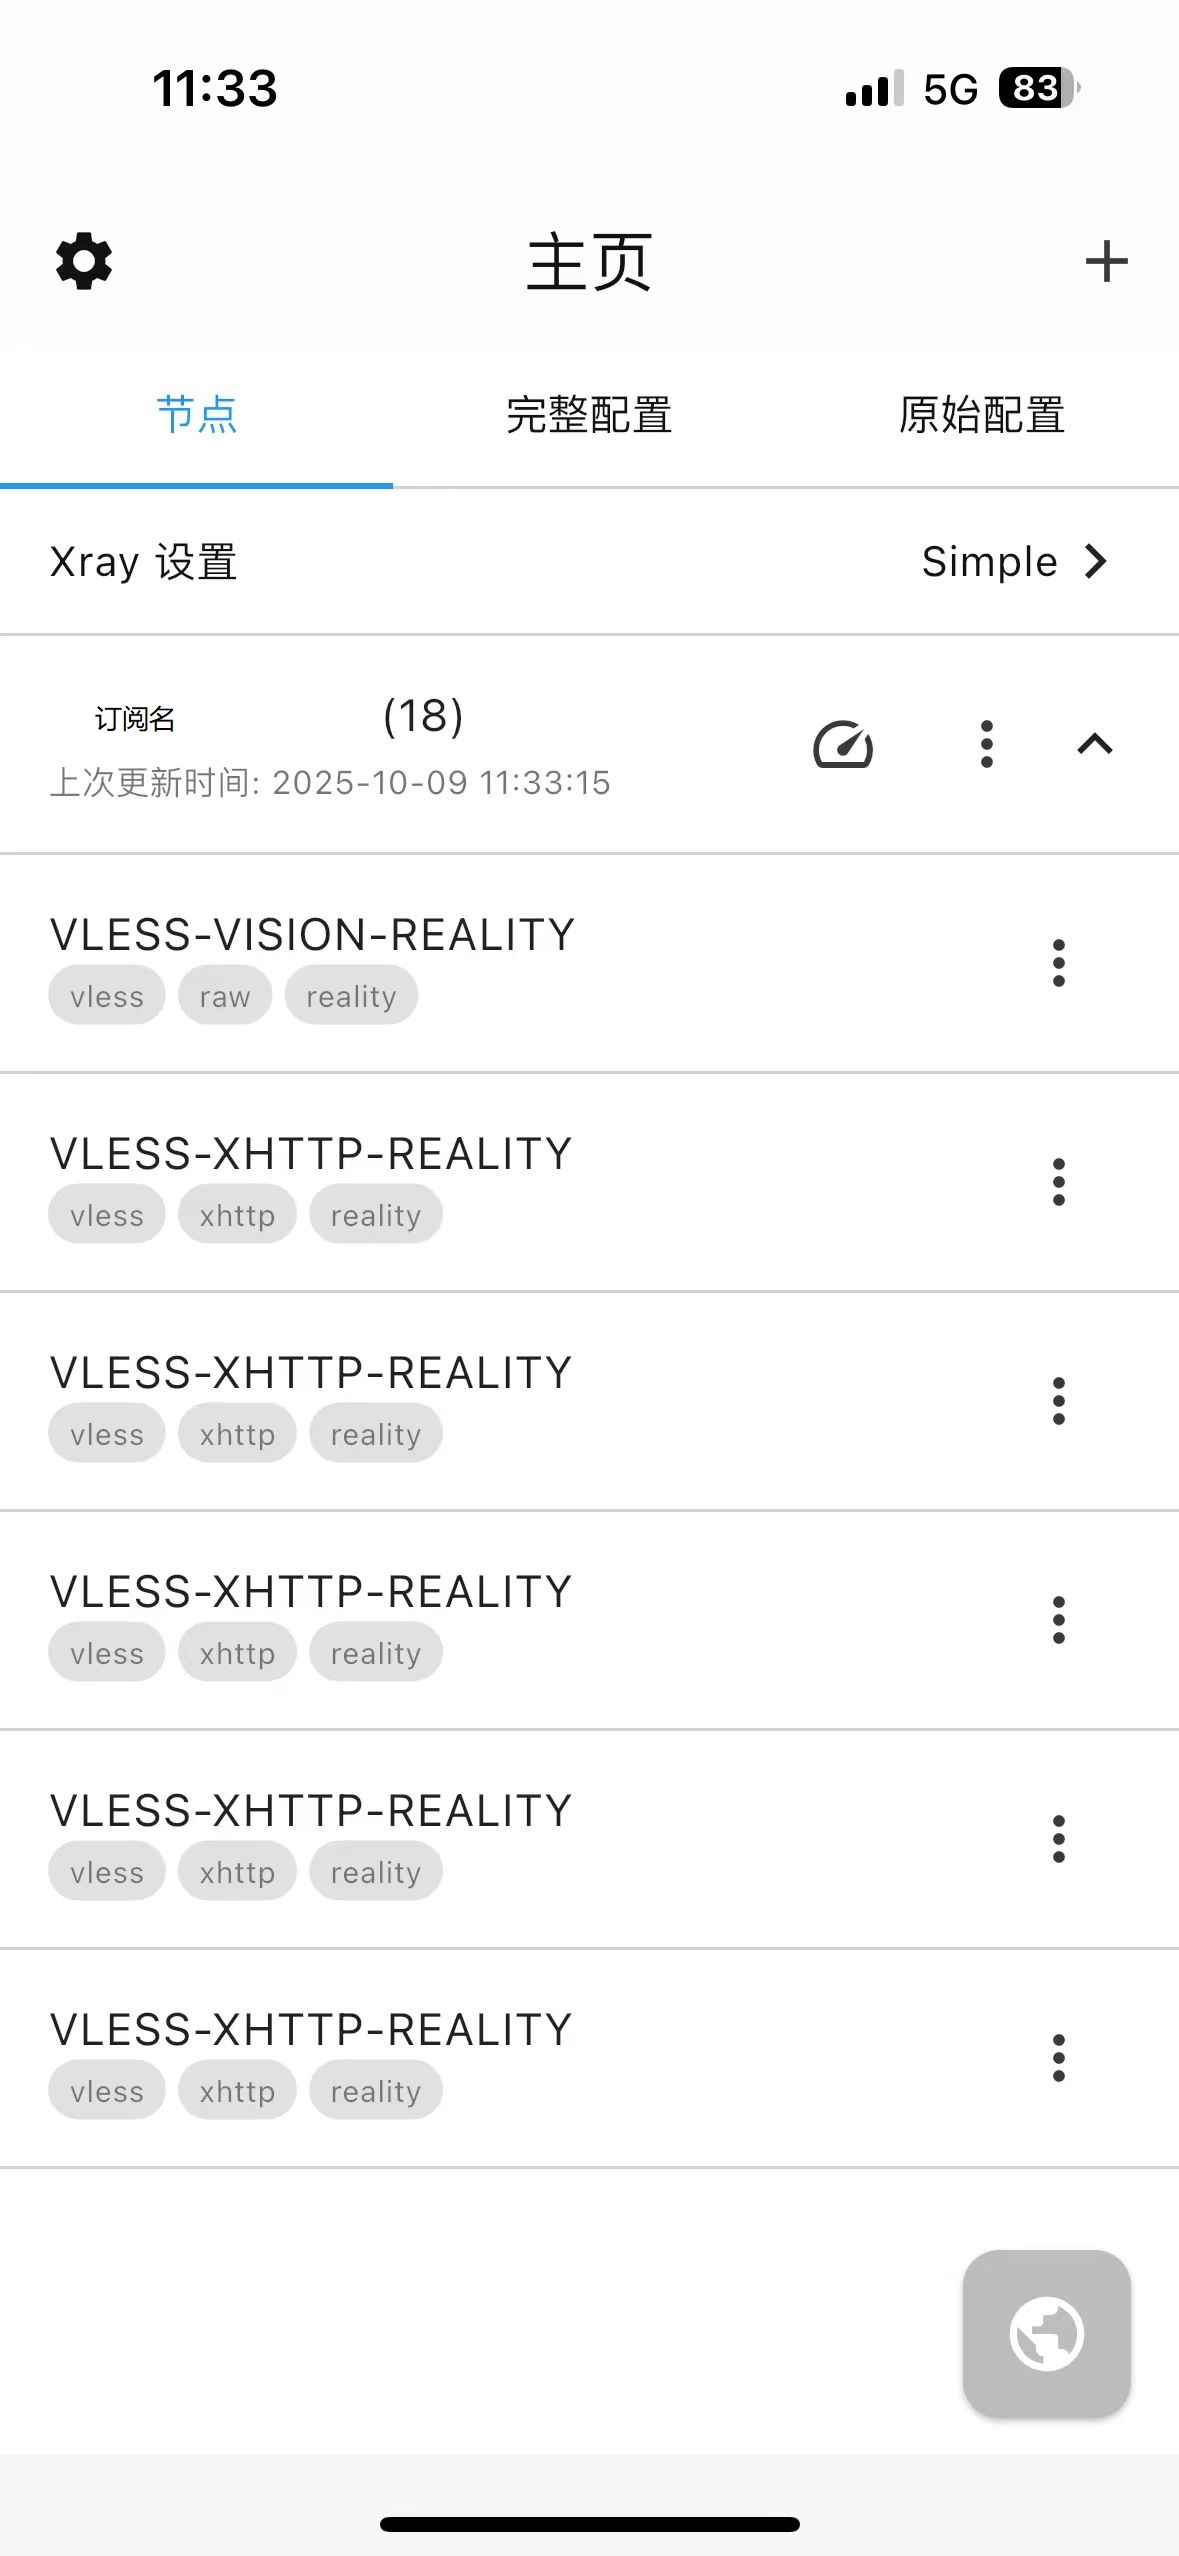 11:33 5G 83
主页
节点 完整配置 原始配置
Xray 设置 Simple
订阅名 (18)
上次更新时间: 2025-10-09 11:33:15
VLESS-VISION-REALITY
vless raw reality
VLESS-XHTTP-REALITY
vless xhttp reality
VLESS-XHTTP-REALITY
vless xhttp reality
VLESS-XHTTP-REALITY
vless xhttp reality
VLESS-XHTTP-REALITY
vless xhttp reality
VLESS-XHTTP-REALITY
vless xhttp reality